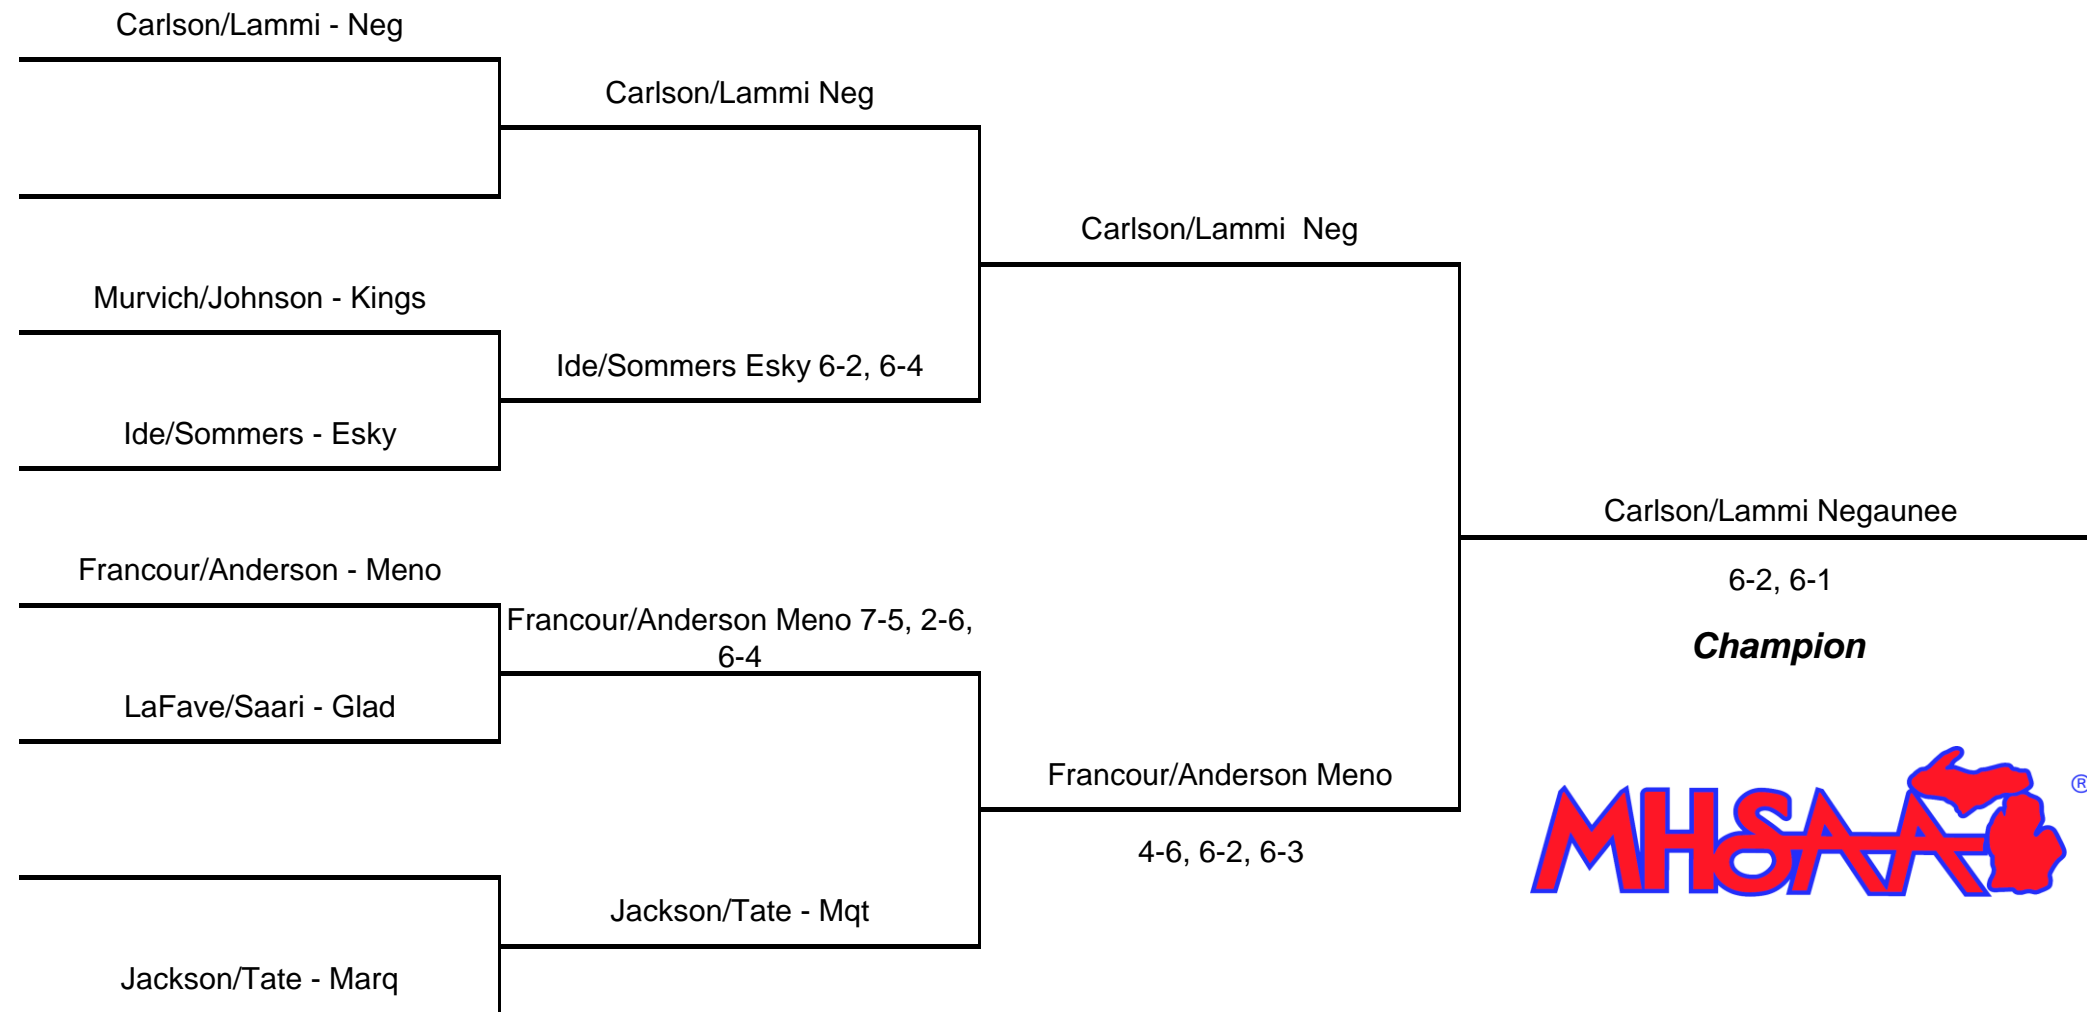 Carlson/Lammi - Neg
Carlson/Lammi Neg
Carlson/Lammi  Neg
Murvich/Johnson - Kings
Ide/Sommers Esky 6-2, 6-4
Ide/Sommers - Esky
Carlson/Lammi Negaunee
6-2, 6-1
Champion
Francour/Anderson - Meno
Francour/Anderson Meno 7-5, 2-6,
6-4
LaFave/Saari - Glad
Francour/Anderson Meno
4-6, 6-2, 6-3
Jackson/Tate - Mqt
Jackson/Tate - Marq
MHSAA®